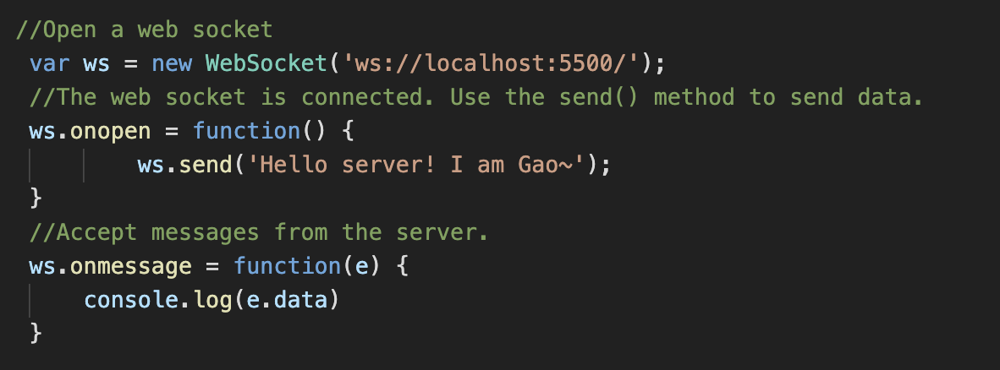 //Open a web socket
var ws = new WebSocket('ws://localhost:5500/');
//The web socket is connected. Use the send() method to send data.
ws.onopen = function() {
ws.send('Hello server! I am Gao~');
}
//Accept messages from the server.
ws.onmessage = function(e) {
console.log(e.data)
}